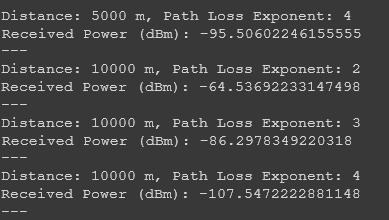 Distance: 5000 m, Path Loss Exponent: 4
Received Power (dBm): -95.50602246155555
---
Distance: 10000 m, Path Loss Exponent: 2
Received Power (dBm): -64.53692233147498
---
Distance: 10000 m, Path Loss Exponent: 3
Received Power (dBm): -86.2978349220318
---
Distance: 10000 m, Path Loss Exponent: 4
Received Power (dBm): -107.5472222881148
---